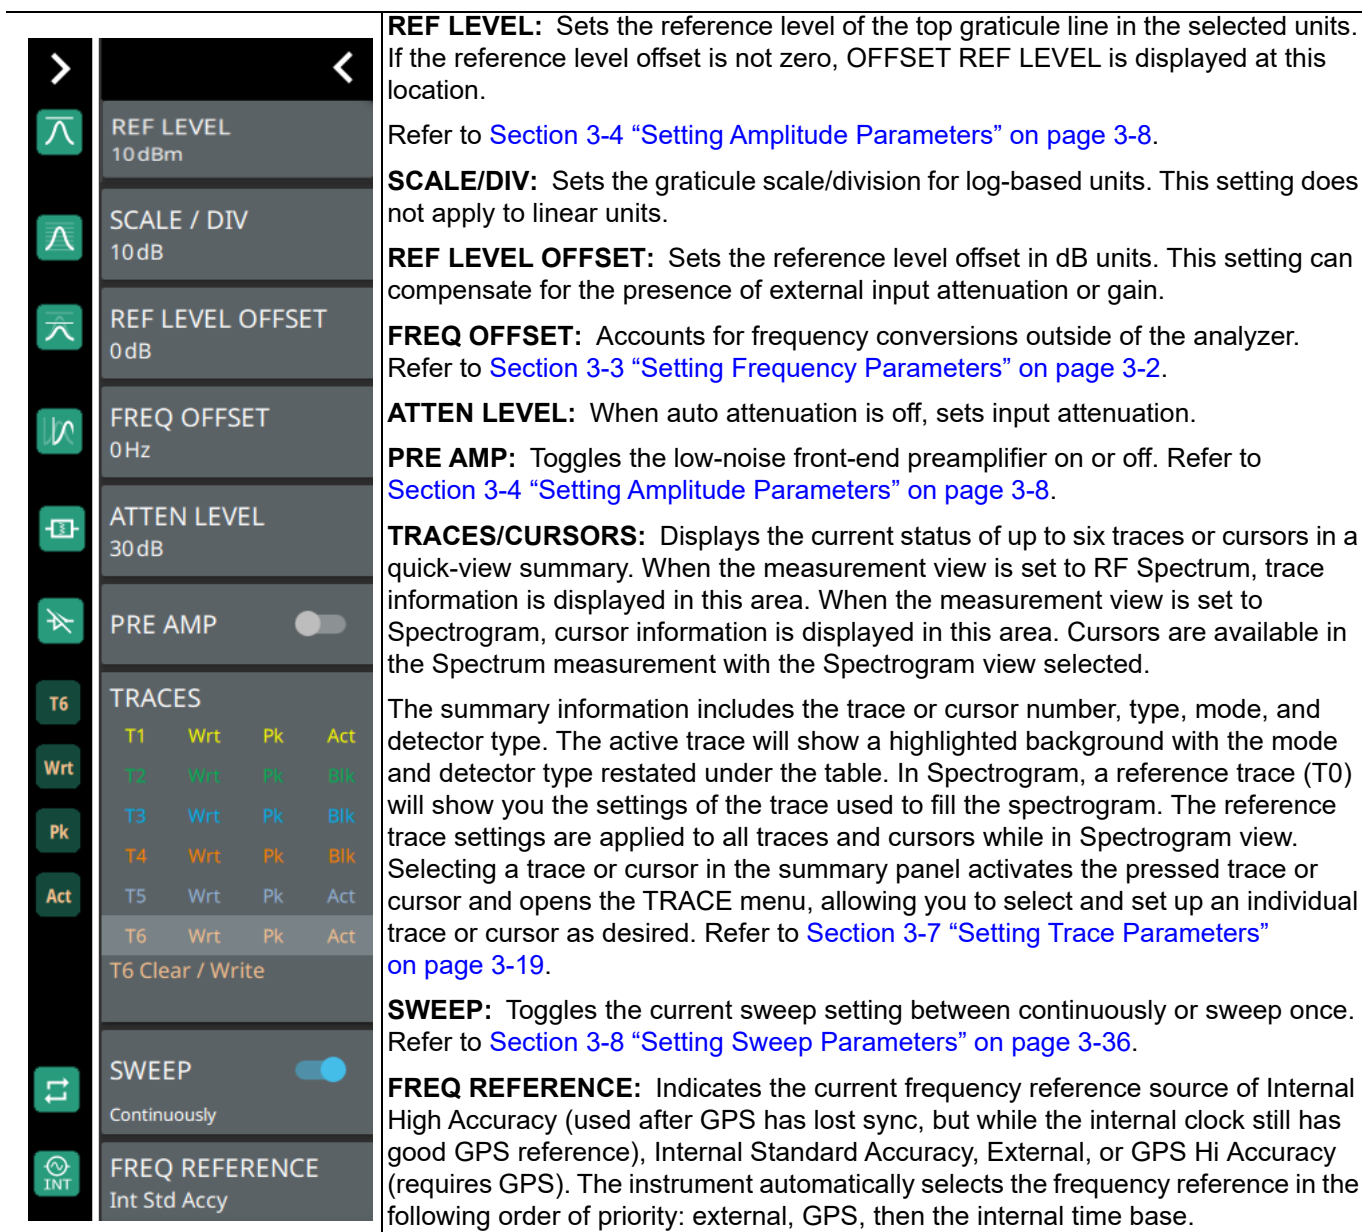 REF LEVEL
10 dBm
SCALE / DIV
10 dB
REF LEVEL OFFSET
0 dB
FREQ OFFSET
0 Hz
ATTEN LEVEL
30 dB
PRE AMP
T6
Wrt
Pk
Act
TRACES
T1 Wrt Pk Act
T2 Wrt Pk Blk
T3 Wrt Pk Blk
T4 Wrt Pk Blk
T5 Wrt Pk Act
T6 Wrt Pk Act
T6 Clear / Write
SWEEP
Continuously
INT
FREQ REFERENCE
Int Std Accy
REF LEVEL: Sets the reference level of the top graticule line in the selected units.
If the reference level offset is not zero, OFFSET REF LEVEL is displayed at this
location.
Refer to Section 3-4 “Setting Amplitude Parameters” on page 3-8.
SCALE/DIV: Sets the graticule scale/division for log-based units. This setting does
not apply to linear units.
REF LEVEL OFFSET: Sets the reference level offset in dB units. This setting can
compensate for the presence of external input attenuation or gain.
FREQ OFFSET: Accounts for frequency conversions outside of the analyzer.
Refer to Section 3-3 “Setting Frequency Parameters” on page 3-2.
ATTEN LEVEL: When auto attenuation is off, sets input attenuation.
PRE AMP: Toggles the low-noise front-end preamplifier on or off. Refer to
Section 3-4 “Setting Amplitude Parameters” on page 3-8.
TRACES/CURSORS: Displays the current status of up to six traces or cursors in a
quick-view summary. When the measurement view is set to RF Spectrum, trace
information is displayed in this area. When the measurement view is set to
Spectrogram, cursor information is displayed in this area. Cursors are available in
the Spectrum measurement with the Spectrogram view selected.
The summary information includes the trace or cursor number, type, mode, and
detector type. The active trace will show a highlighted background with the mode
and detector type restated under the table. In Spectrogram, a reference trace (T0)
will show you the settings of the trace used to fill the spectrogram. The reference
trace settings are applied to all traces and cursors while in Spectrogram view.
Selecting a trace or cursor in the summary panel activates the pressed trace or
cursor and opens the TRACE menu, allowing you to select and set up an individual
trace or cursor as desired. Refer to Section 3-7 “Setting Trace Parameters”
on page 3-19.
SWEEP: Toggles the current sweep setting between continuously or sweep once.
Refer to Section 3-8 “Setting Sweep Parameters” on page 3-36.
FREQ REFERENCE: Indicates the current frequency reference source of Internal
High Accuracy (used after GPS has lost sync, but while the internal clock still has
good GPS reference), Internal Standard Accuracy, External, or GPS Hi Accuracy
(requires GPS). The instrument automatically selects the frequency reference in the
following order of priority: external, GPS, then the internal time base.